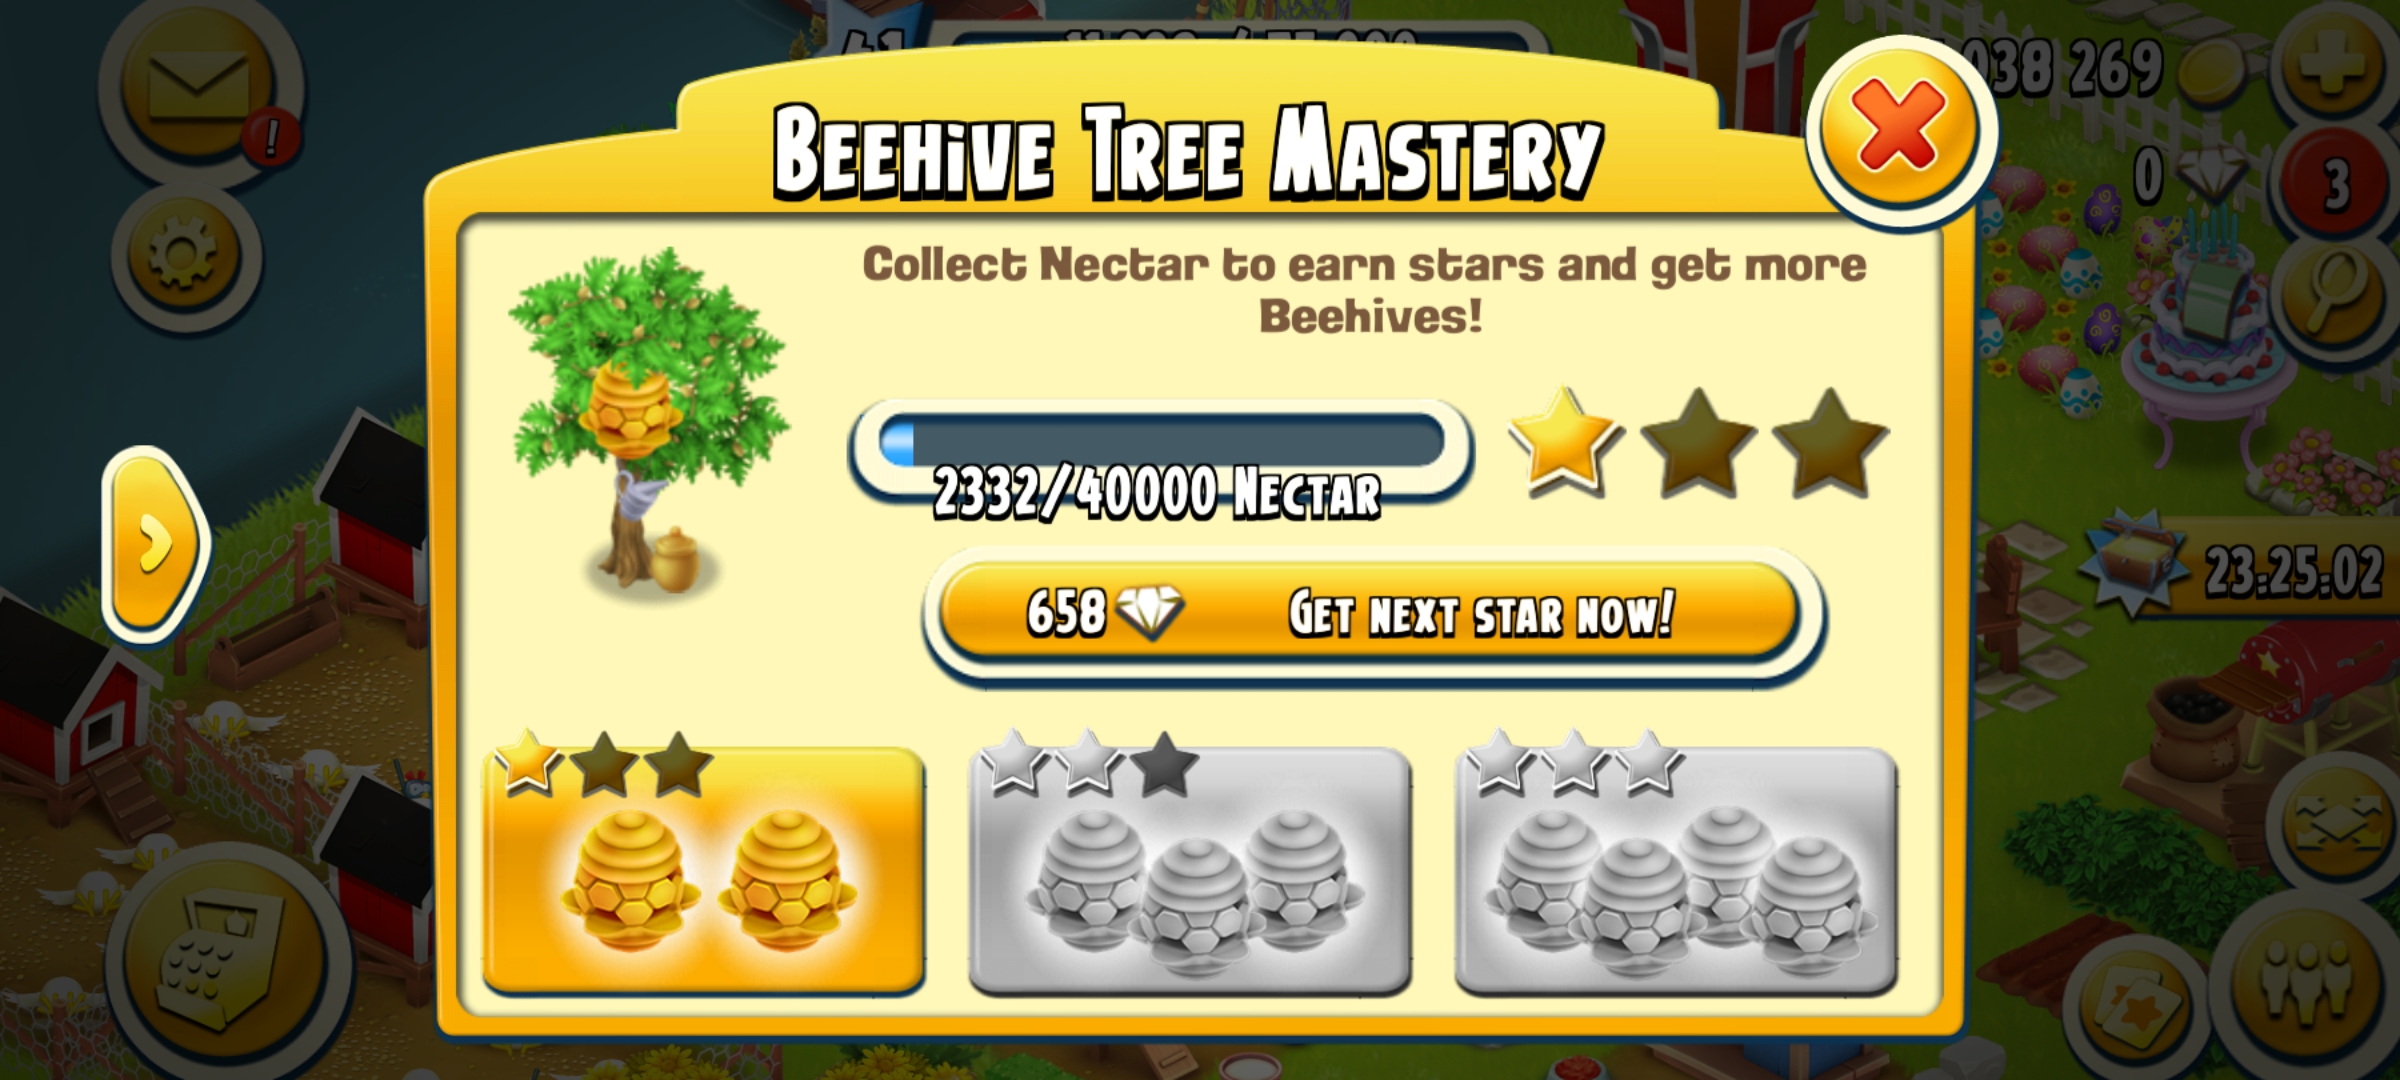 61
038 269
!
BEEHiVE TREE MASTERY
0
3
Collect Nectar to earn stars and get more
Beehives!
2332/40000 NECTAR
658 GET NEXT STAR NOW!
23:25:02